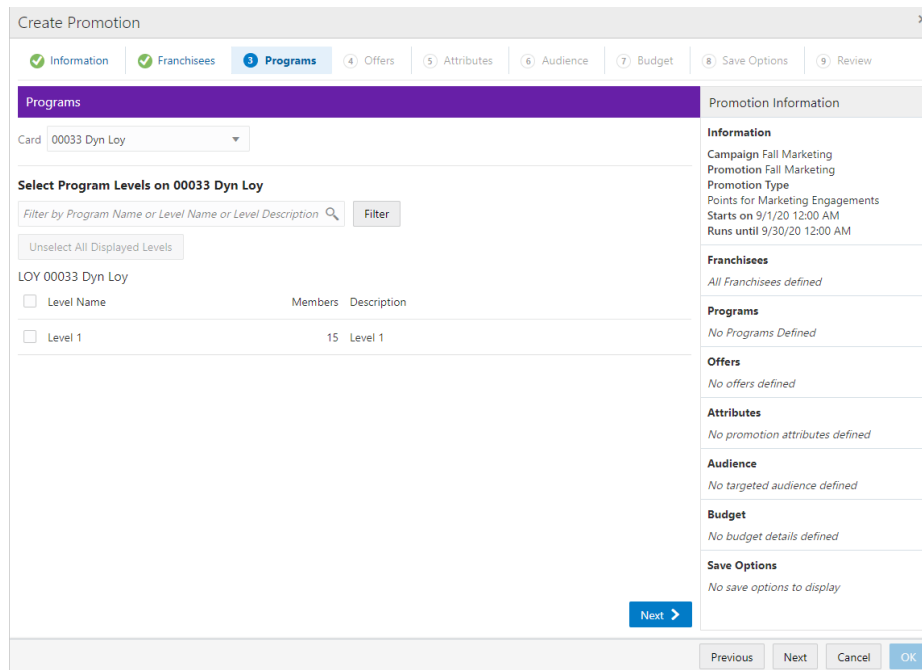 Create Promotion
Information
Franchisees
3 Programs
4 Offers
5 Attributes
6 Audience
7 Budget
8 Save Options
9 Review
Programs
Card 00033 Dyn Loy
Select Program Levels on 00033 Dyn Loy
Filter by Program Name or Level Name or Level Description
Filter
Unselect All Displayed Levels
LOY 00033 Dyn Loy
Level Name Members Description
Level 1 15 Level 1
Next
Promotion Information
Information
Campaign Fall Marketing
Promotion Fall Marketing
Promotion Type
Points for Marketing Engagements
Starts on 9/1/20 12:00 AM
Runs until 9/30/20 12:00 AM
Franchisees
All Franchisees defined
Programs
No Programs Defined
Offers
No offers defined
Attributes
No promotion attributes defined
Audience
No targeted audience defined
Budget
No budget details defined
Save Options
No save options to display
Previous Next Cancel OK